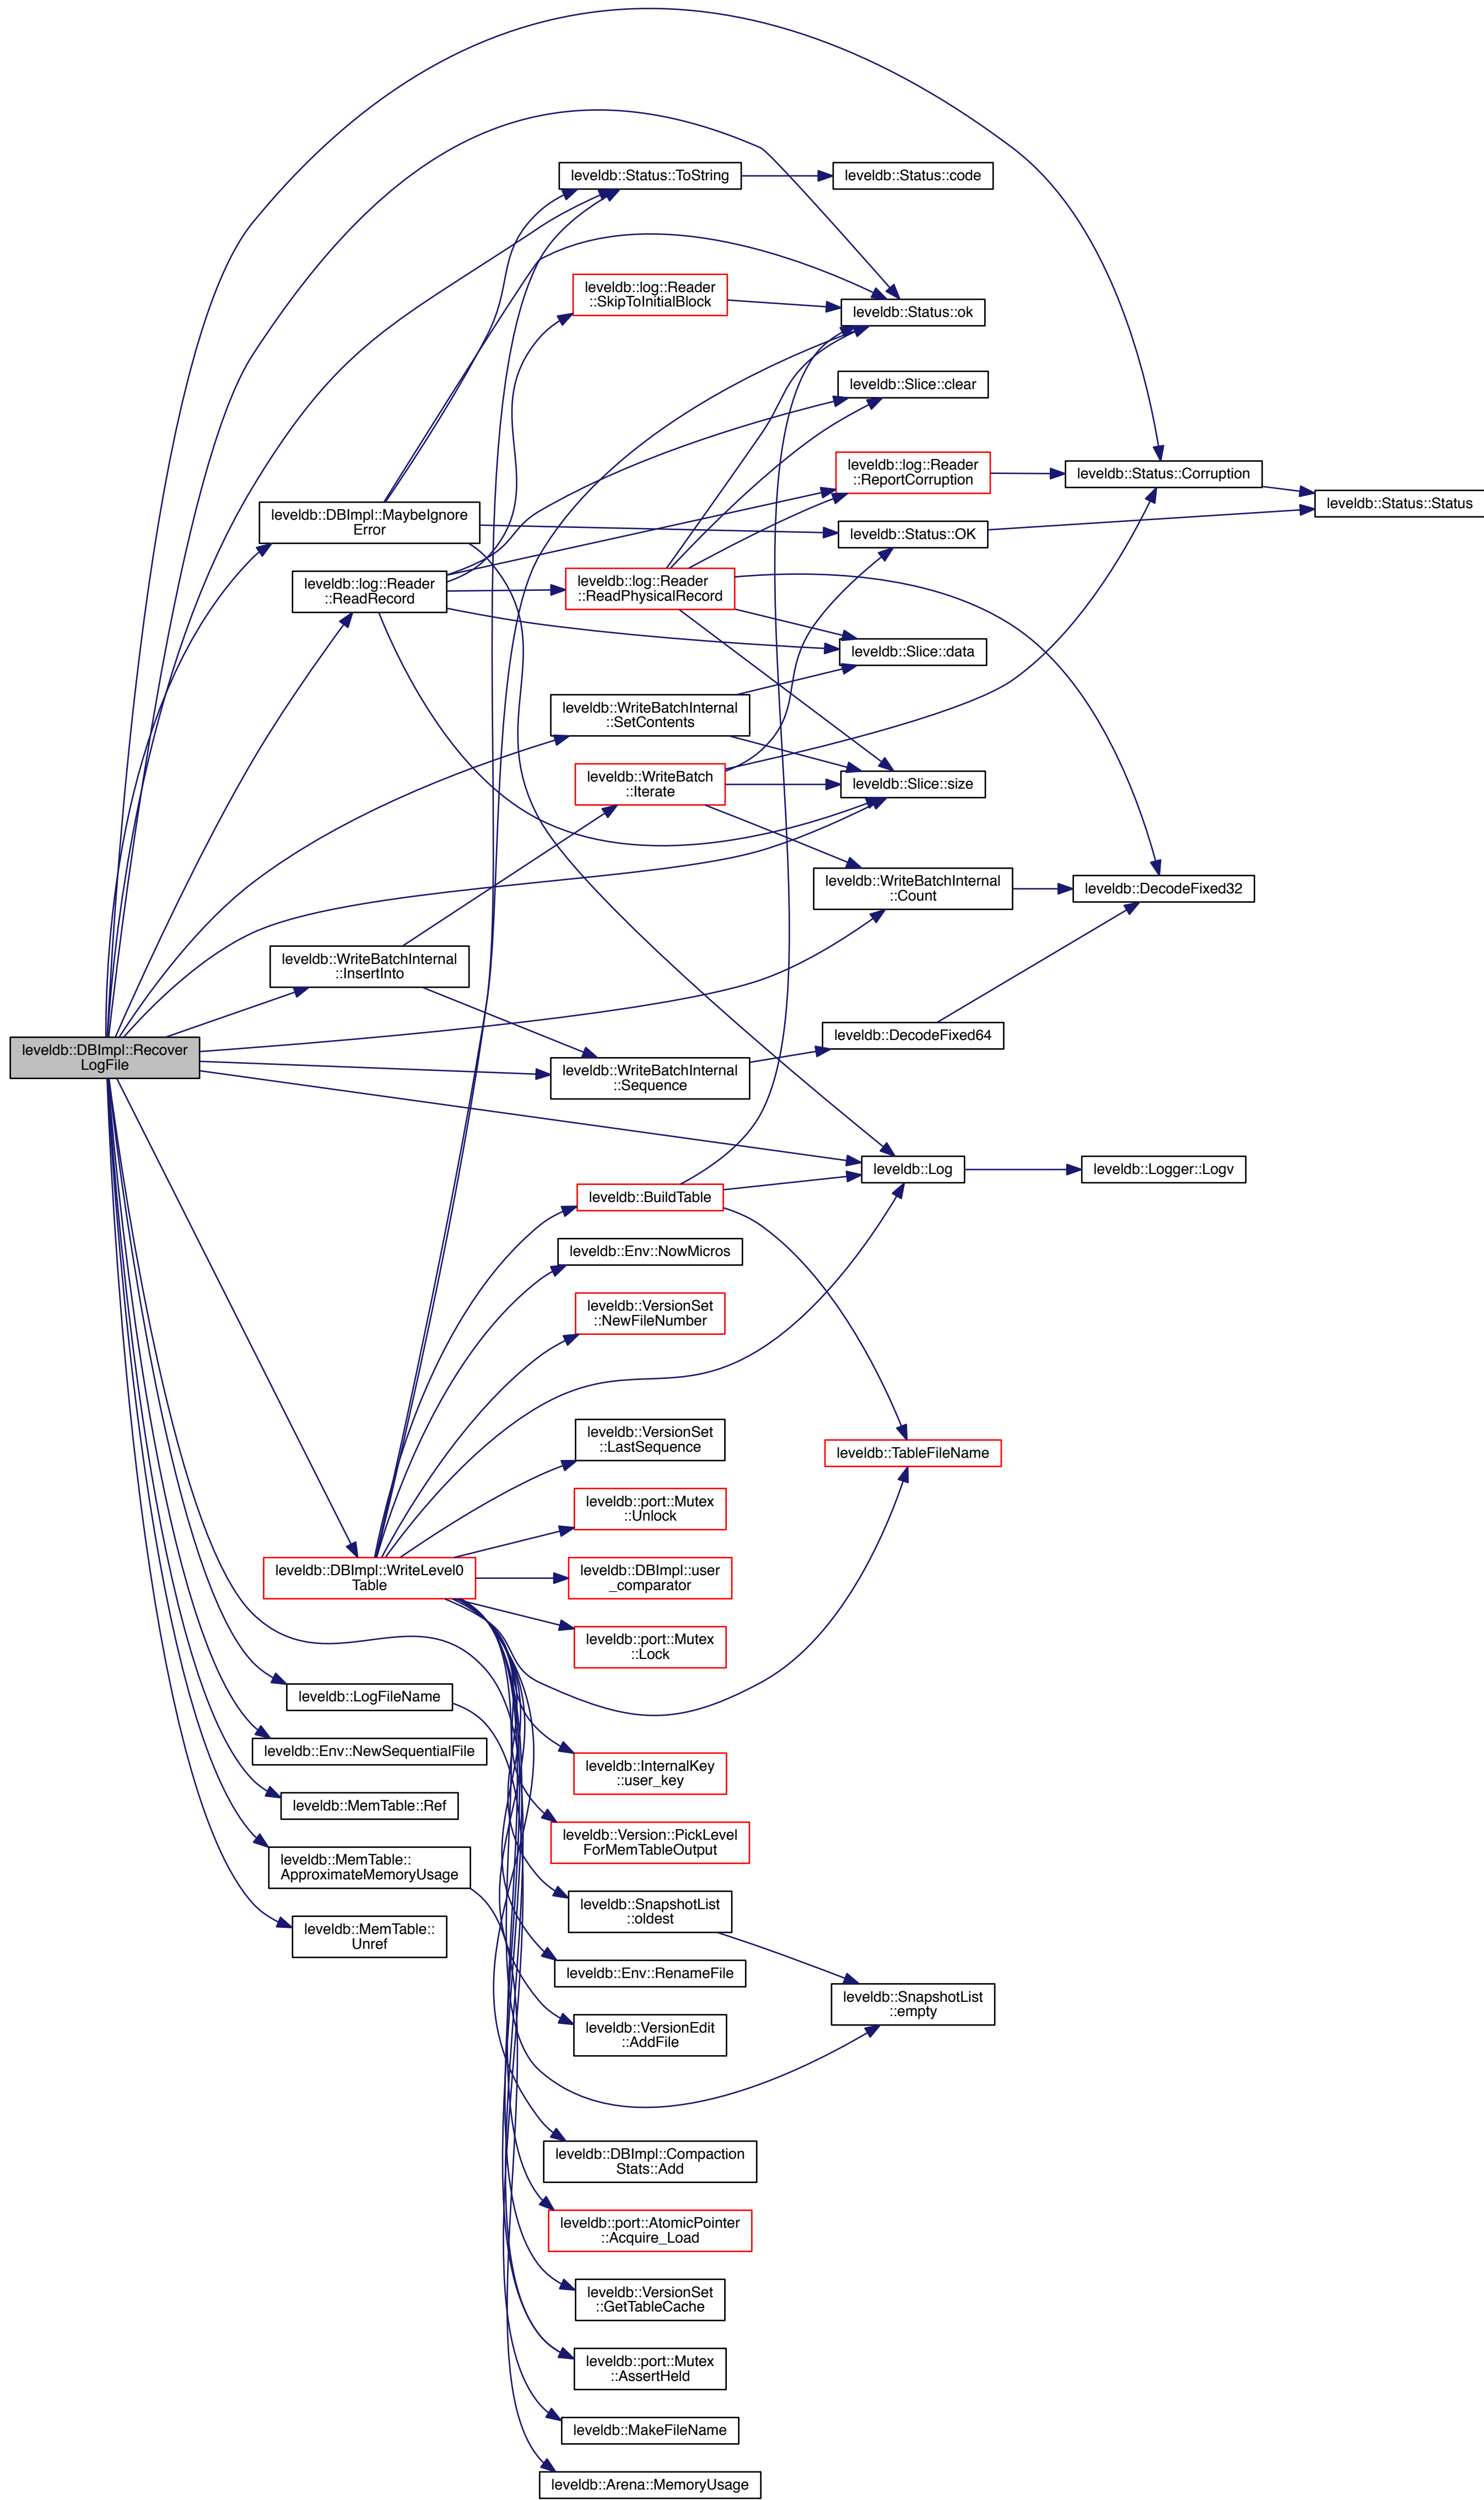 leveldb::Status::ToString
leveldb::Status::code
leveldb::log::Reader
::SkipToInitialBlock
leveldb::Status::ok
leveldb::Slice::clear
leveldb::log::Reader
::ReportCorruption
leveldb::Status::Corruption
leveldb::Status::Status
leveldb::DBImpl::MaybeIgnore
Error
leveldb::Status::OK
leveldb::log::Reader
::ReadRecord
leveldb::log::Reader
::ReadPhysicalRecord
leveldb::Slice::data
leveldb::WriteBatchInternal
::SetContents
leveldb::WriteBatch
::Iterate
leveldb::Slice::size
leveldb::WriteBatchInternal
::Count
leveldb::DecodeFixed32
leveldb::WriteBatchInternal
::InsertInto
leveldb::DecodeFixed64
leveldb::DBImpl::Recover
LogFile
leveldb::WriteBatchInternal
::Sequence
leveldb::Log
leveldb::Logger::Logv
leveldb::BuildTable
leveldb::Env::NowMicros
leveldb::VersionSet
::NewFileNumber
leveldb::VersionSet
::LastSequence
leveldb::TableFileName
leveldb::port::Mutex
::Unlock
leveldb::DBImpl::WriteLevel0
Table
leveldb::DBImpl::user
_comparator
leveldb::port::Mutex
::Lock
leveldb::LogFileName
leveldb::Env::NewSequentialFile
leveldb::InternalKey
::user_key
leveldb::MemTable::Ref
leveldb::Version::PickLevel
ForMemTableOutput
leveldb::MemTable::
ApproximateMemoryUsage
leveldb::SnapshotList
::oldest
leveldb::MemTable::
Unref
leveldb::Env::RenameFile
leveldb::SnapshotList
::empty
leveldb::VersionEdit
::AddFile
leveldb::DBImpl::Compaction
Stats::Add
leveldb::port::AtomicPointer
::Acquire_Load
leveldb::VersionSet
::GetTableCache
leveldb::port::Mutex
::AssertHeld
leveldb::MakeFileName
leveldb::Arena::MemoryUsage